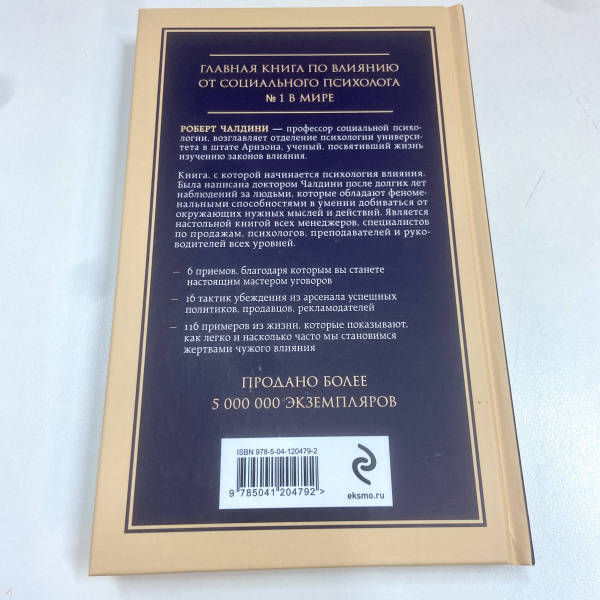 ГЛАВНАЯ КНИГА ПО ВЛИЯНИЮ
ОТ СОЦИАЛЬНОГО ПСИХОЛОГА
№ 1 В МИРЕ
РОБЕРТ ЧАЛДИНИ — профессор социальной психо-
логии, возглавляет отделение психологии универси-
тета в штате Аризона, ученый, посвятивший жизнь
изучению законов влияния.
Книга, с которой начинается психология влияния.
Была написана доктором Чалдини после долгих лет
наблюдений за людьми, которые обладают феноме-
нальными способностями в умении добиваться от
окружающих нужных мыслей и действий. Является
настольной книгой всех менеджеров, специалистов
по продажам, психологов, преподавателей и руко-
водителей всех уровней.
— 6 приемов, благодаря которым вы станете
настоящим мастером уговоров
— 16 тактик убеждения из арсенала успешных
политиков, продавцов, рекламодателей
— 116 примеров из жизни, которые показывают,
как легко и насколько часто мы становимся
жертвами чужого влияния
ПРОДАНО БОЛЕЕ
5 000 000 ЭКЗЕМПЛЯРОВ
ISBN 978-5-04-120479-2
9 785041 204792>
eksmo.ru